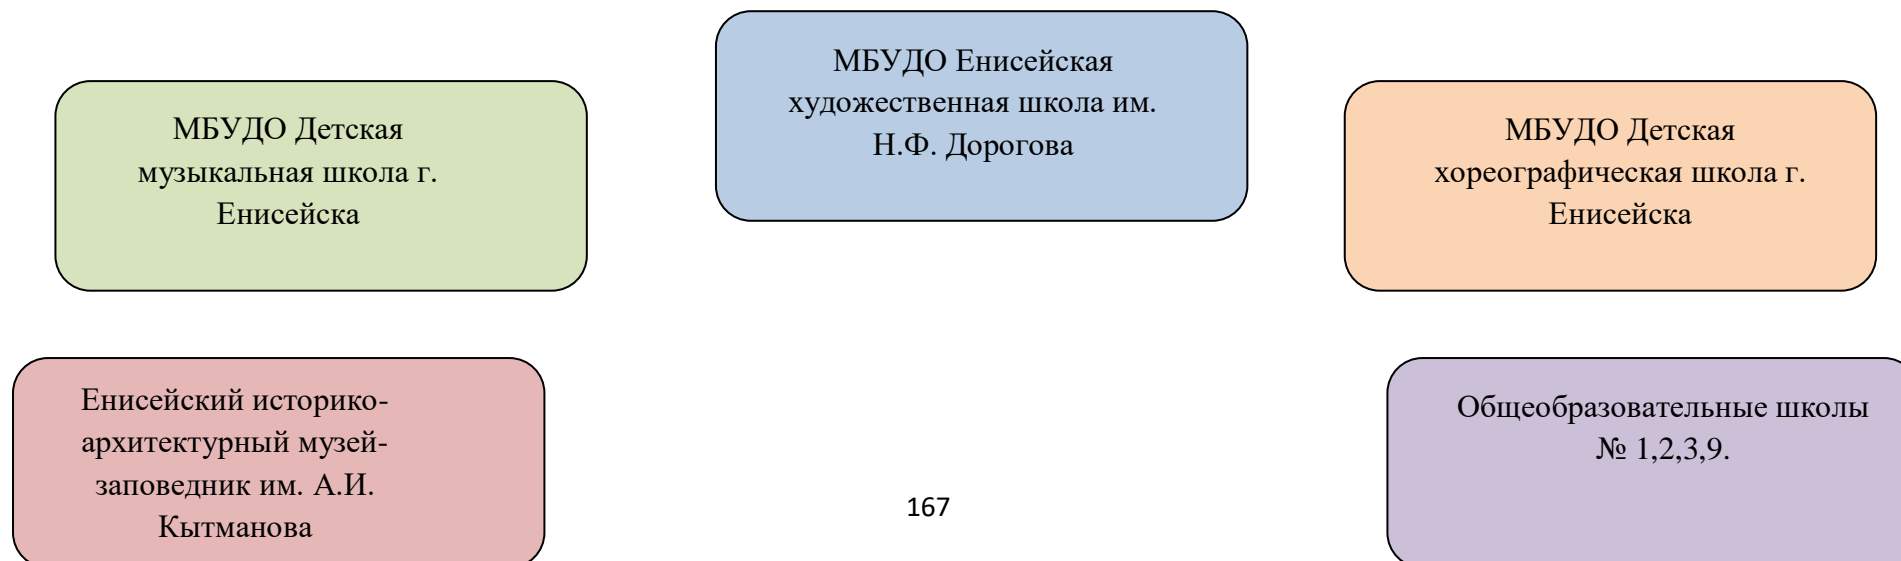 МБУДО Енисейская
художественная школа им.
Н.Ф. Дорогова
МБУДО Детская
музыкальная школа г.
Енисейска
МБУДО Детская
хореографическая школа г.
Енисейска
Енисейский историко-
архитектурный музей-
заповедник им. А.И.
Кытманова
Общеобразовательные школы
№ 1,2,3,9.
167